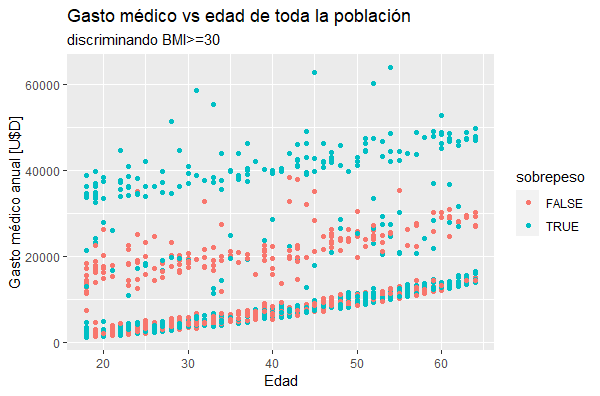 Gasto médico vs edad de toda la población
discriminando BMI>=30
Gasto médico anual [U$D]
60000
40000
20000
0
20
30
40
50
60
Edad
sobrepeso
FALSE
TRUE